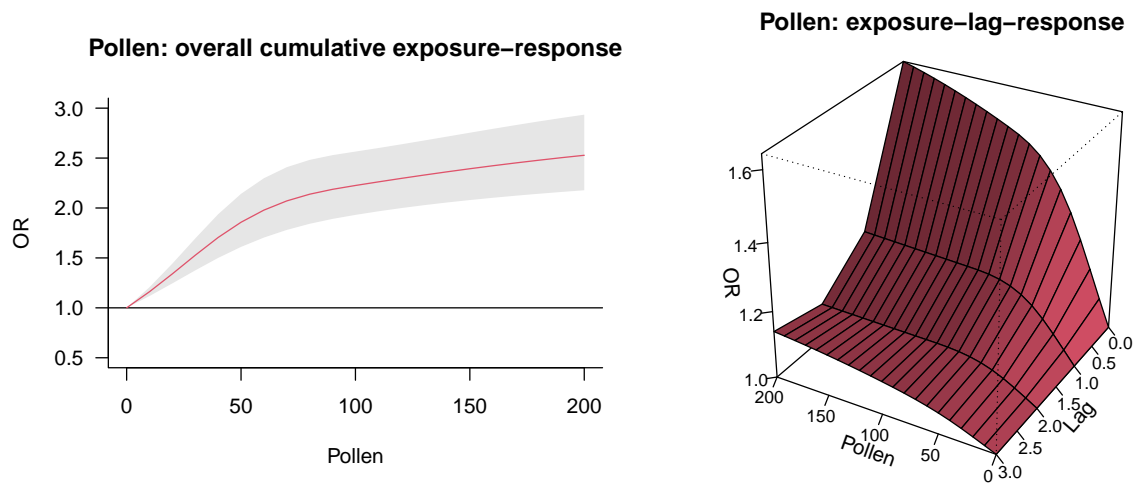 Pollen: overall cumulative exposure−response
3.0
2.5
2.0
1.5
1.0
0.5
OR
0 50 100 150 200
Pollen
Pollen: exposure−lag−response
1.6
1.4
1.2
1.0
OR
200
150
100
50
0
Pollen
0.0
0.5
1.0
1.5
2.0
2.5
3.0
Lag